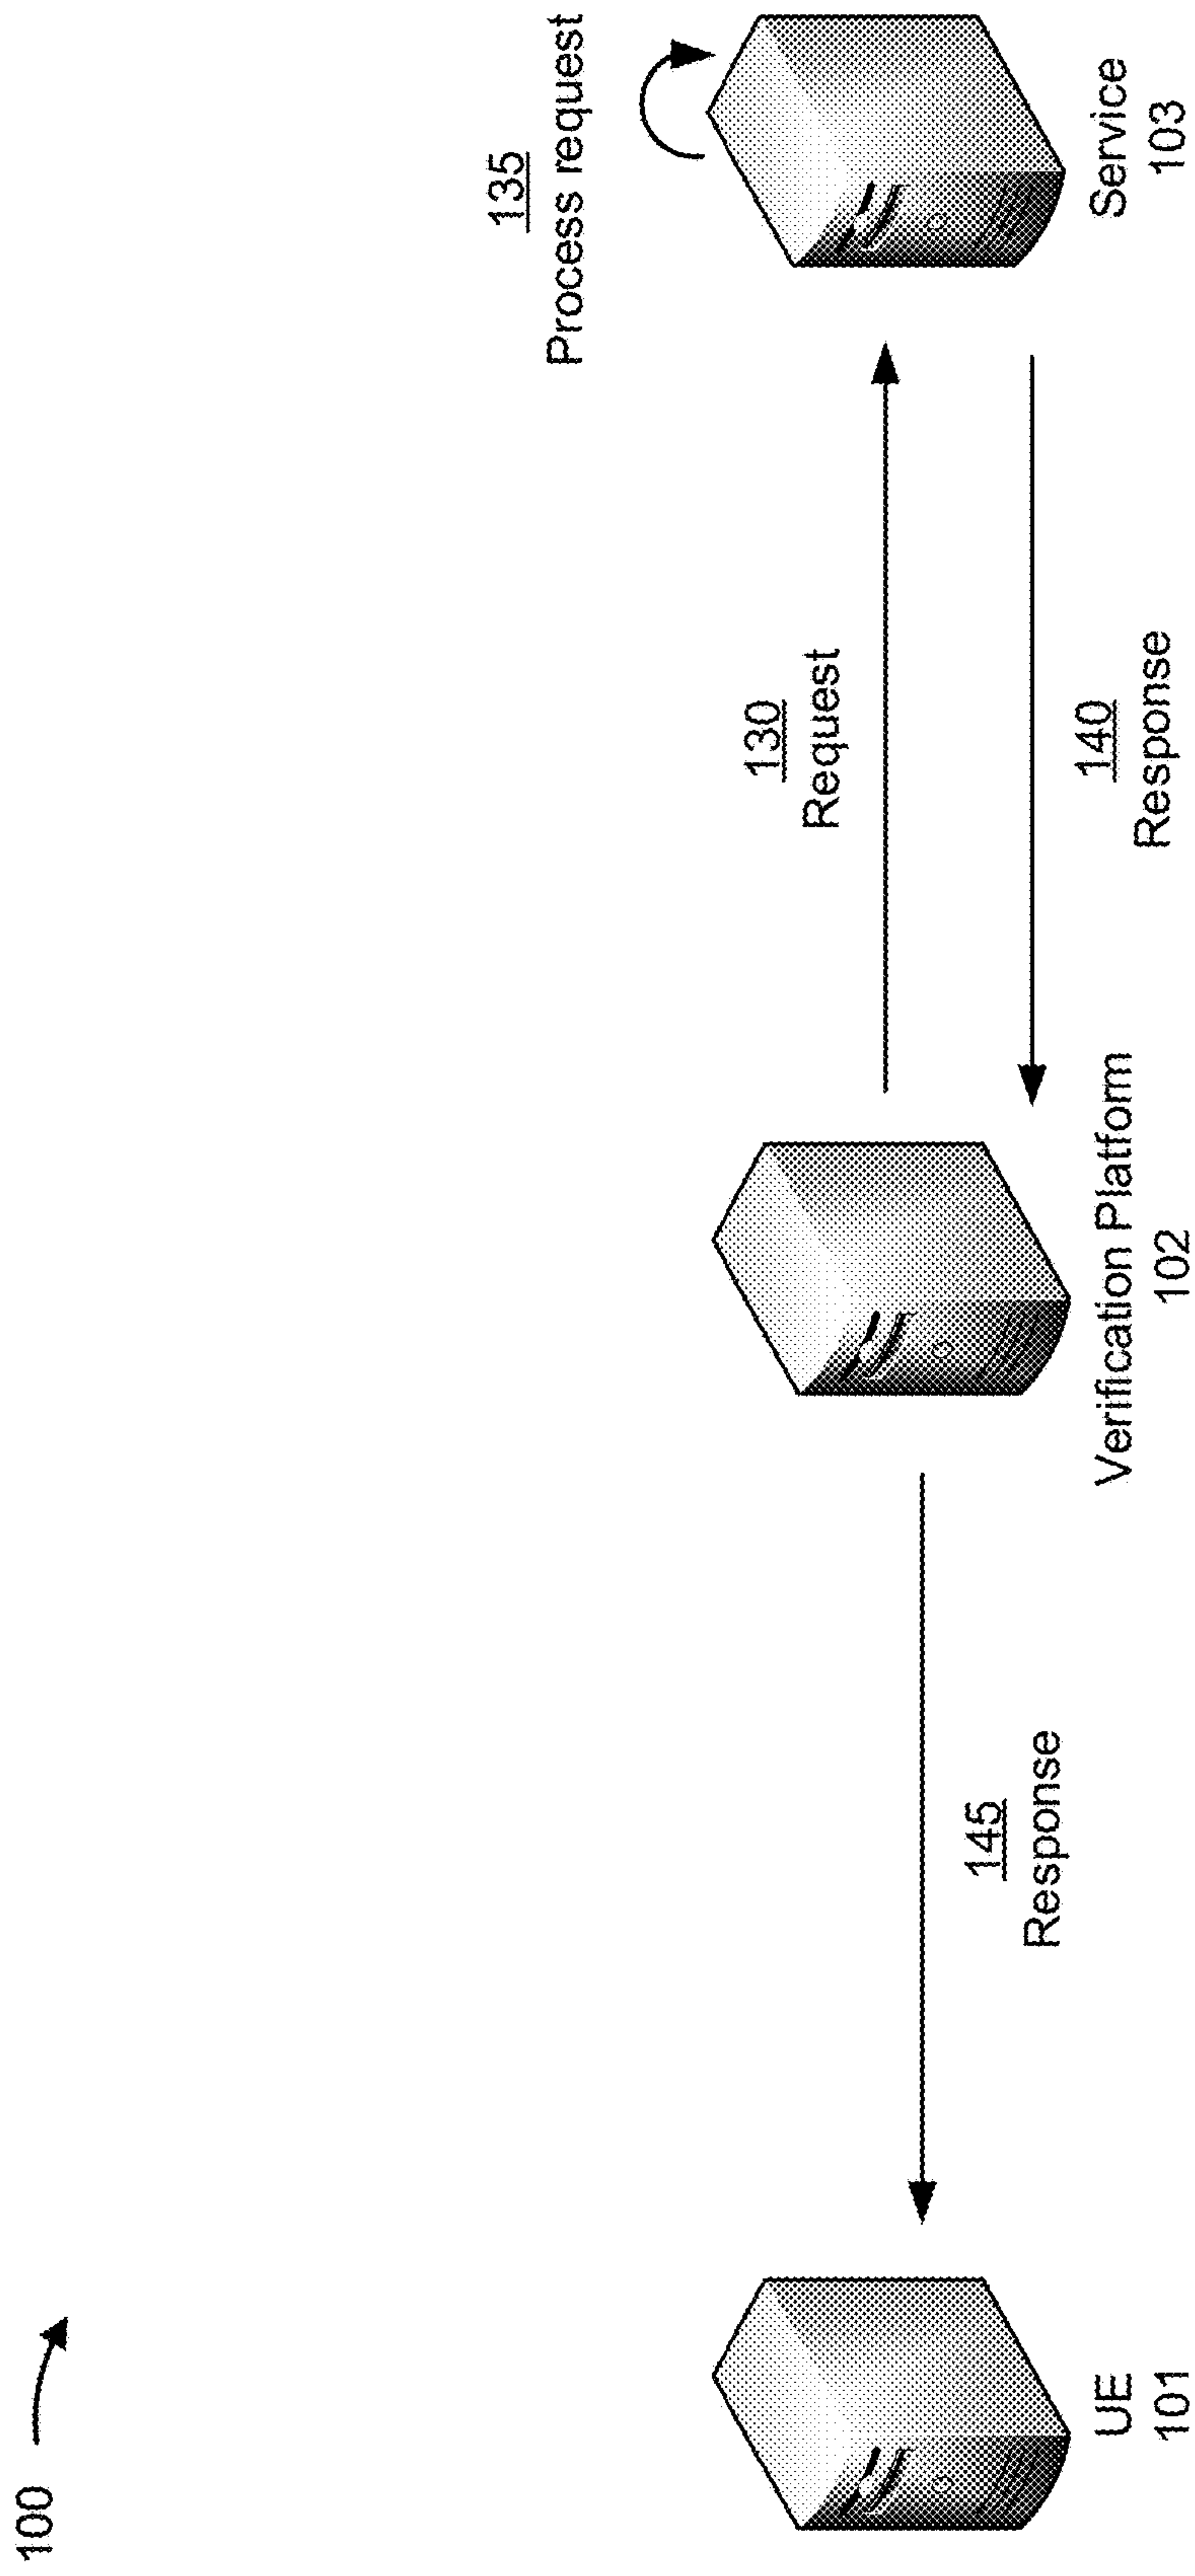 100
135
Process request
130
Request
140
Response
145
Response
UE
101
Verification Platform
102
Service
103